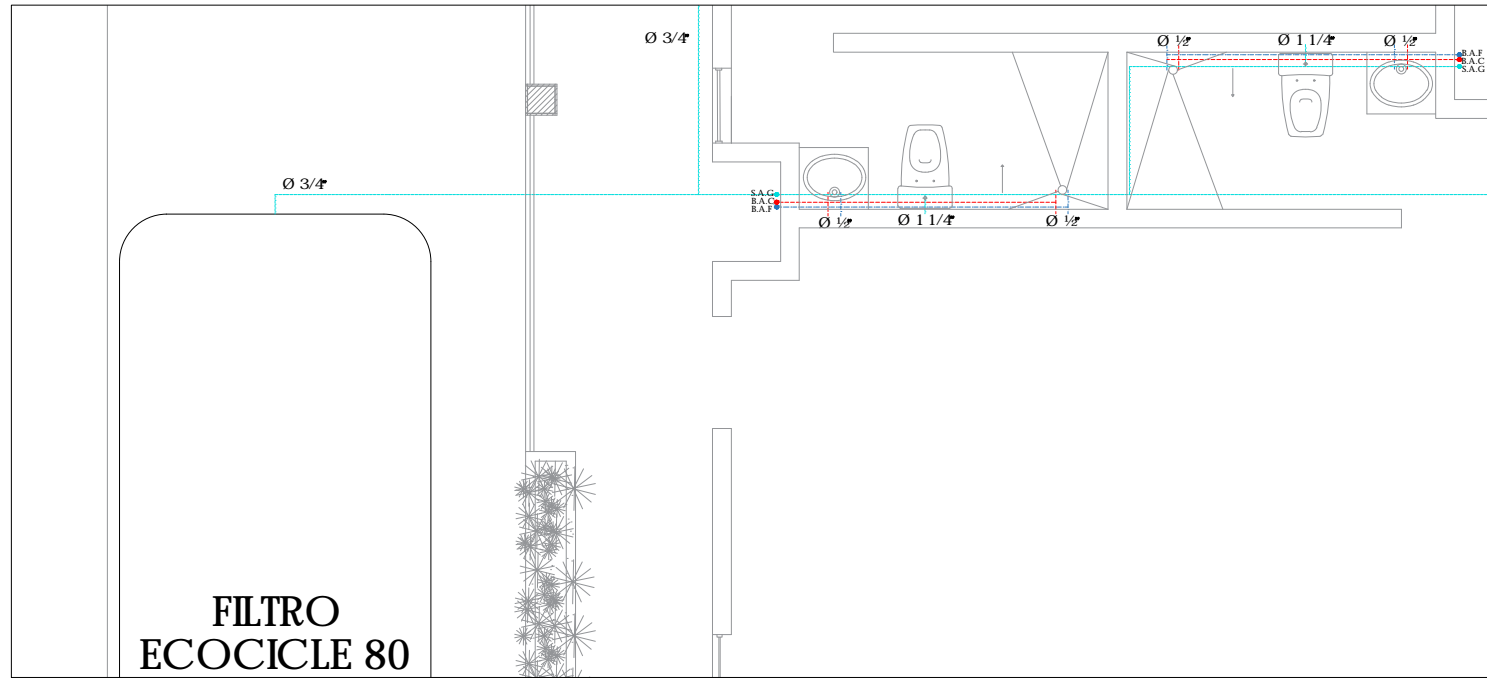 Ø 3/4"
Ø ½"
Ø 1 1/4"
Ø ½"
B.A.F
B.A.C
S.A.G
Ø 3/4"
S.A.G
B.A.C
B.A.F
Ø ½"
Ø 1 1/4"
Ø ½"
FILTRO
ECOCICLE 80